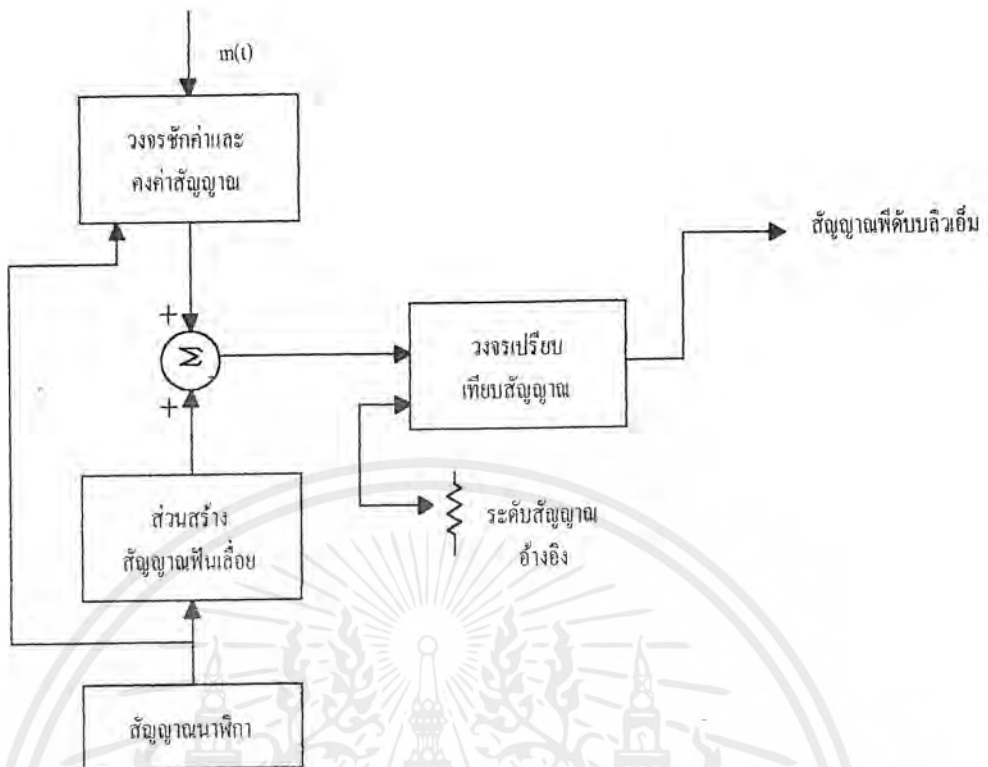 m(t)
วงจรชักค่าและ
คงค่าสัญญาณ
สัญญาณพีดับบลิวเอ็ม
+
Σ
+
วงจรเปรียบ
เทียบสัญญาณ
ส่วนสร้าง
สัญญาณฟันเลื่อย
ระดับสัญญาณ
อ้างอิง
สัญญาณนาฬิกา